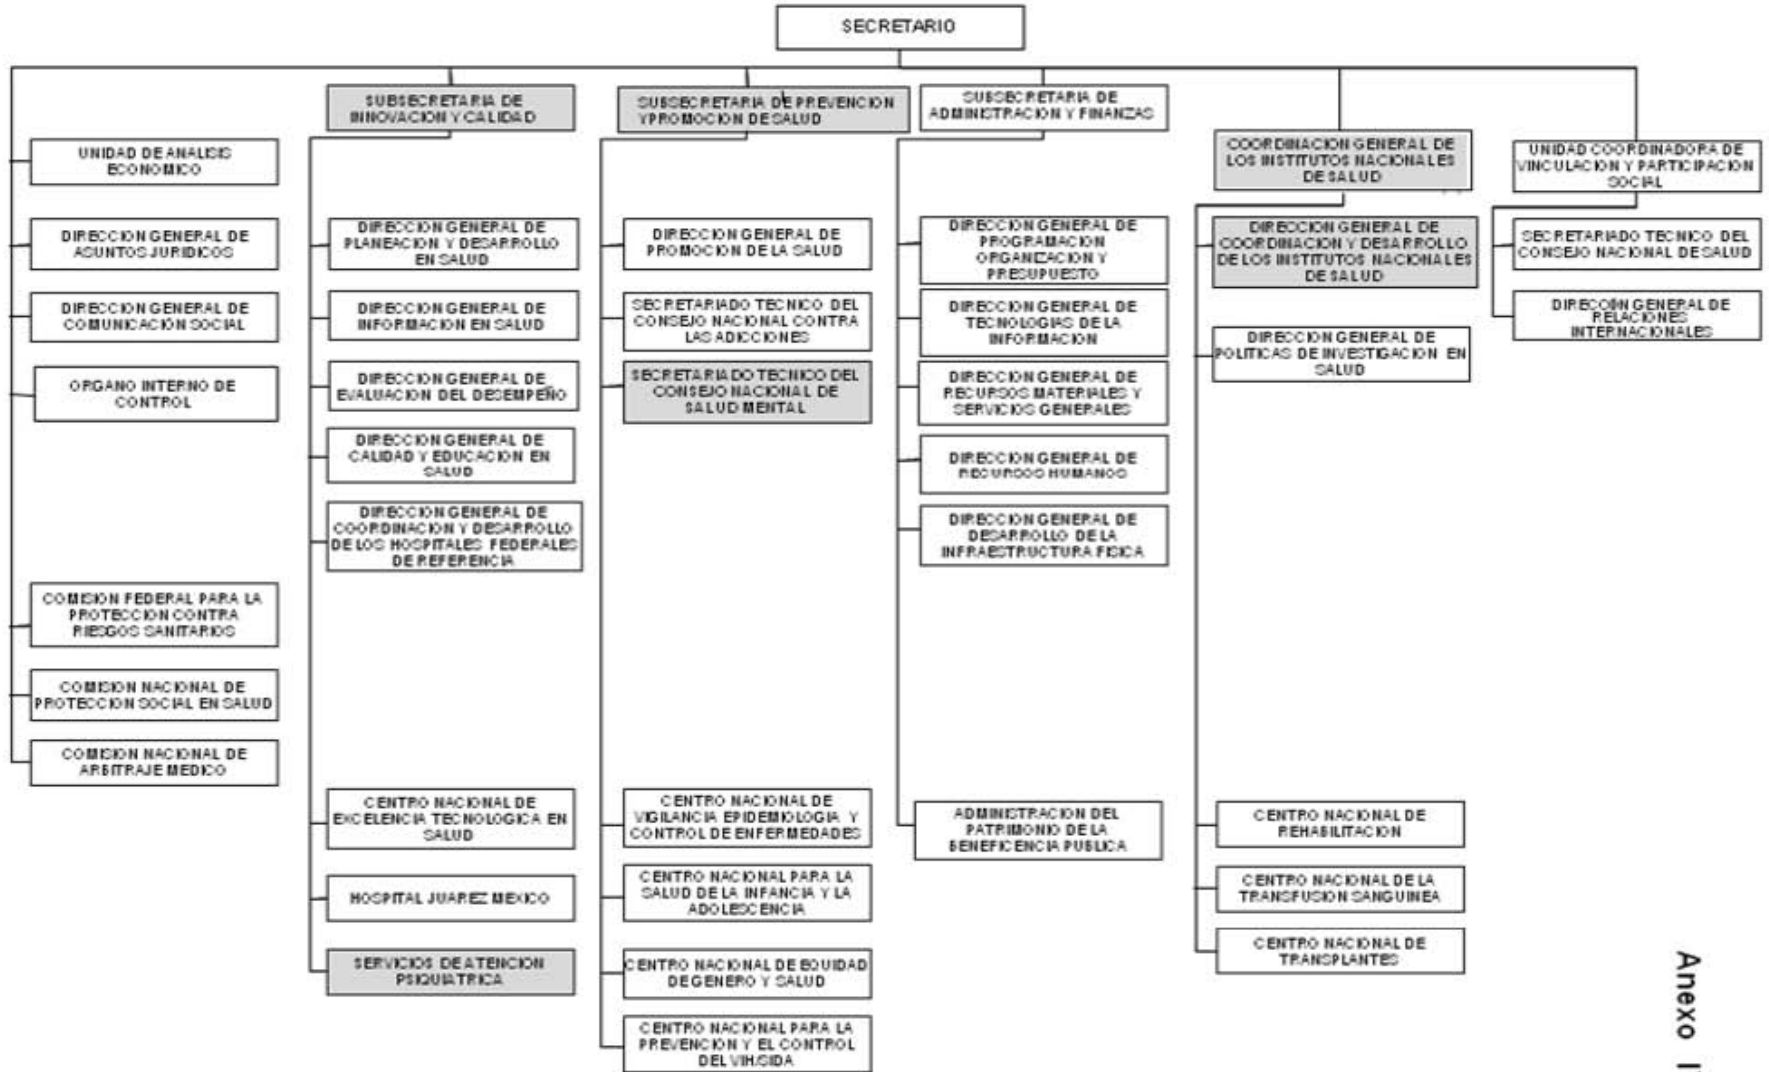 SECRETARIO
SUBSECRETARIA DE
INNOVACION Y CALIDAD
SUBSECRETARIA DE PREVENCION
Y PROMOCION DE SALUD
SUBSECRETARIA DE
ADMINISTRACION Y FINANZAS
COORDINACION GENERAL DE
LOS INSTITUTOS NACIONALES
DE SALUD
UNIDAD COORDINADORA DE
VINCULACION Y PARTICIPACION
SOCIAL
UNIDAD DE ANALISIS
ECONOMICO
DIRECCION GENERAL DE
ASUNTOS JURIDICOS
DIRECCION GENERAL DE
COMUNICACIÓN SOCIAL
ORGANO INTERNO DE
CONTROL
COMISION FEDERAL PARA LA
PROTECCION CONTRA
RIESGOS SANITARIOS
COMISION NACIONAL DE
PROTECCION SOCIAL EN SALUD
COMISION NACIONAL DE
ARBITRAJE MEDICO
DIRECCION GENERAL DE
PLANEACION Y DESARROLLO
EN SALUD
DIRECCION GENERAL DE
INFORMACION EN SALUD
DIRECCION GENERAL DE
EVALUACION DEL DESEMPEÑO
DIRECCION GENERAL DE
CALIDAD Y EDUCACION EN
SALUD
DIRECCION GENERAL DE
COORDINACION Y DESARROLLO
DE LOS HOSPITALES FEDERALES
DE REFERENCIA
CENTRO NACIONAL DE
EXCELENCIA TECNOLOGICA EN
SALUD
HOSPITAL JUAREZ MEXICO
SERVICIOS DE ATENCION
PSIQUIATRICA
DIRECCION GENERAL DE
PROMOCION DE LA SALUD
SECRETARIADO TECNICO DEL
CONSEJO NACIONAL CONTRA
LAS ADICCIONES
SECRETARIADO TECNICO DEL
CONSEJO NACIONAL DE
SALUD MENTAL
CENTRO NACIONAL DE
VIGILANCIA EPIDEMIOLOGIA Y
CONTROL DE ENFERMEDADES
CENTRO NACIONAL PARA LA
SALUD DE LA INFANCIA Y LA
ADOLESCENCIA
CENTRO NACIONAL DE EQUIDAD
DE GENERO Y SALUD
CENTRO NACIONAL PARA LA
PREVENCION Y EL CONTROL
DEL VIH/SIDA
DIRECCION GENERAL DE
PROGRAMACION
ORGANIZACION Y
PRESUPUESTO
DIRECCION GENERAL DE
TECNOLOGIAS DE LA
INFORMACION
DIRECCION GENERAL DE
RECURSOS MATERIALES Y
SERVICIOS GENERALES
DIRECCION GENERAL DE
RECURSOS HUMANOS
DIRECCION GENERAL DE
DESARROLLO DE LA
INFRAESTRUCTURA FISICA
ADMINISTRACION DEL
PATRIMONIO DE LA
BENEFICENCIA PUBLICA
DIRECCION GENERAL DE
COORDINACION Y DESARROLLO
DE LOS INSTITUTOS NACIONALES
DE SALUD
DIRECCION GENERAL DE
POLITICAS DE INVESTIGACION EN
SALUD
CENTRO NACIONAL DE
REHABILITACION
CENTRO NACIONAL DE LA
TRANSFUSION SANGUINEA
CENTRO NACIONAL DE
TRANSPLANTES
SECRETARIADO TECNICO DEL
CONSEJO NACIONAL DE SALUD
DIRECCIÓN GENERAL DE
RELACIONES
INTERNACIONALES
Anexo I